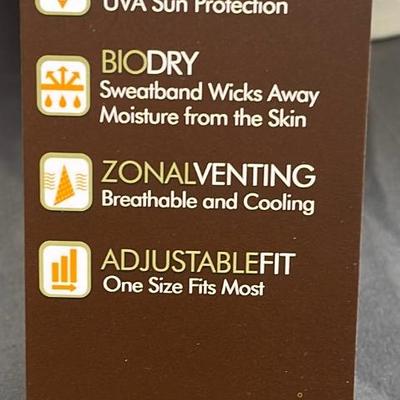 UVA Sun Protection
BIODRY
Sweatband Wicks Away
Moisture from the Skin
ZONALVENTING
Breathable and Cooling
ADJUSTABLEFIT
One Size Fits Most